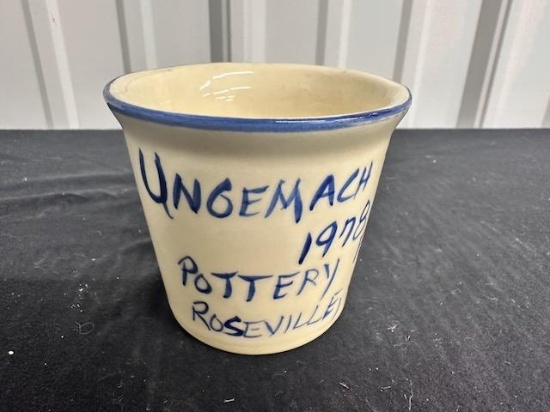 UNGEMACH
1978
POTTERY
ROSEVILLE,